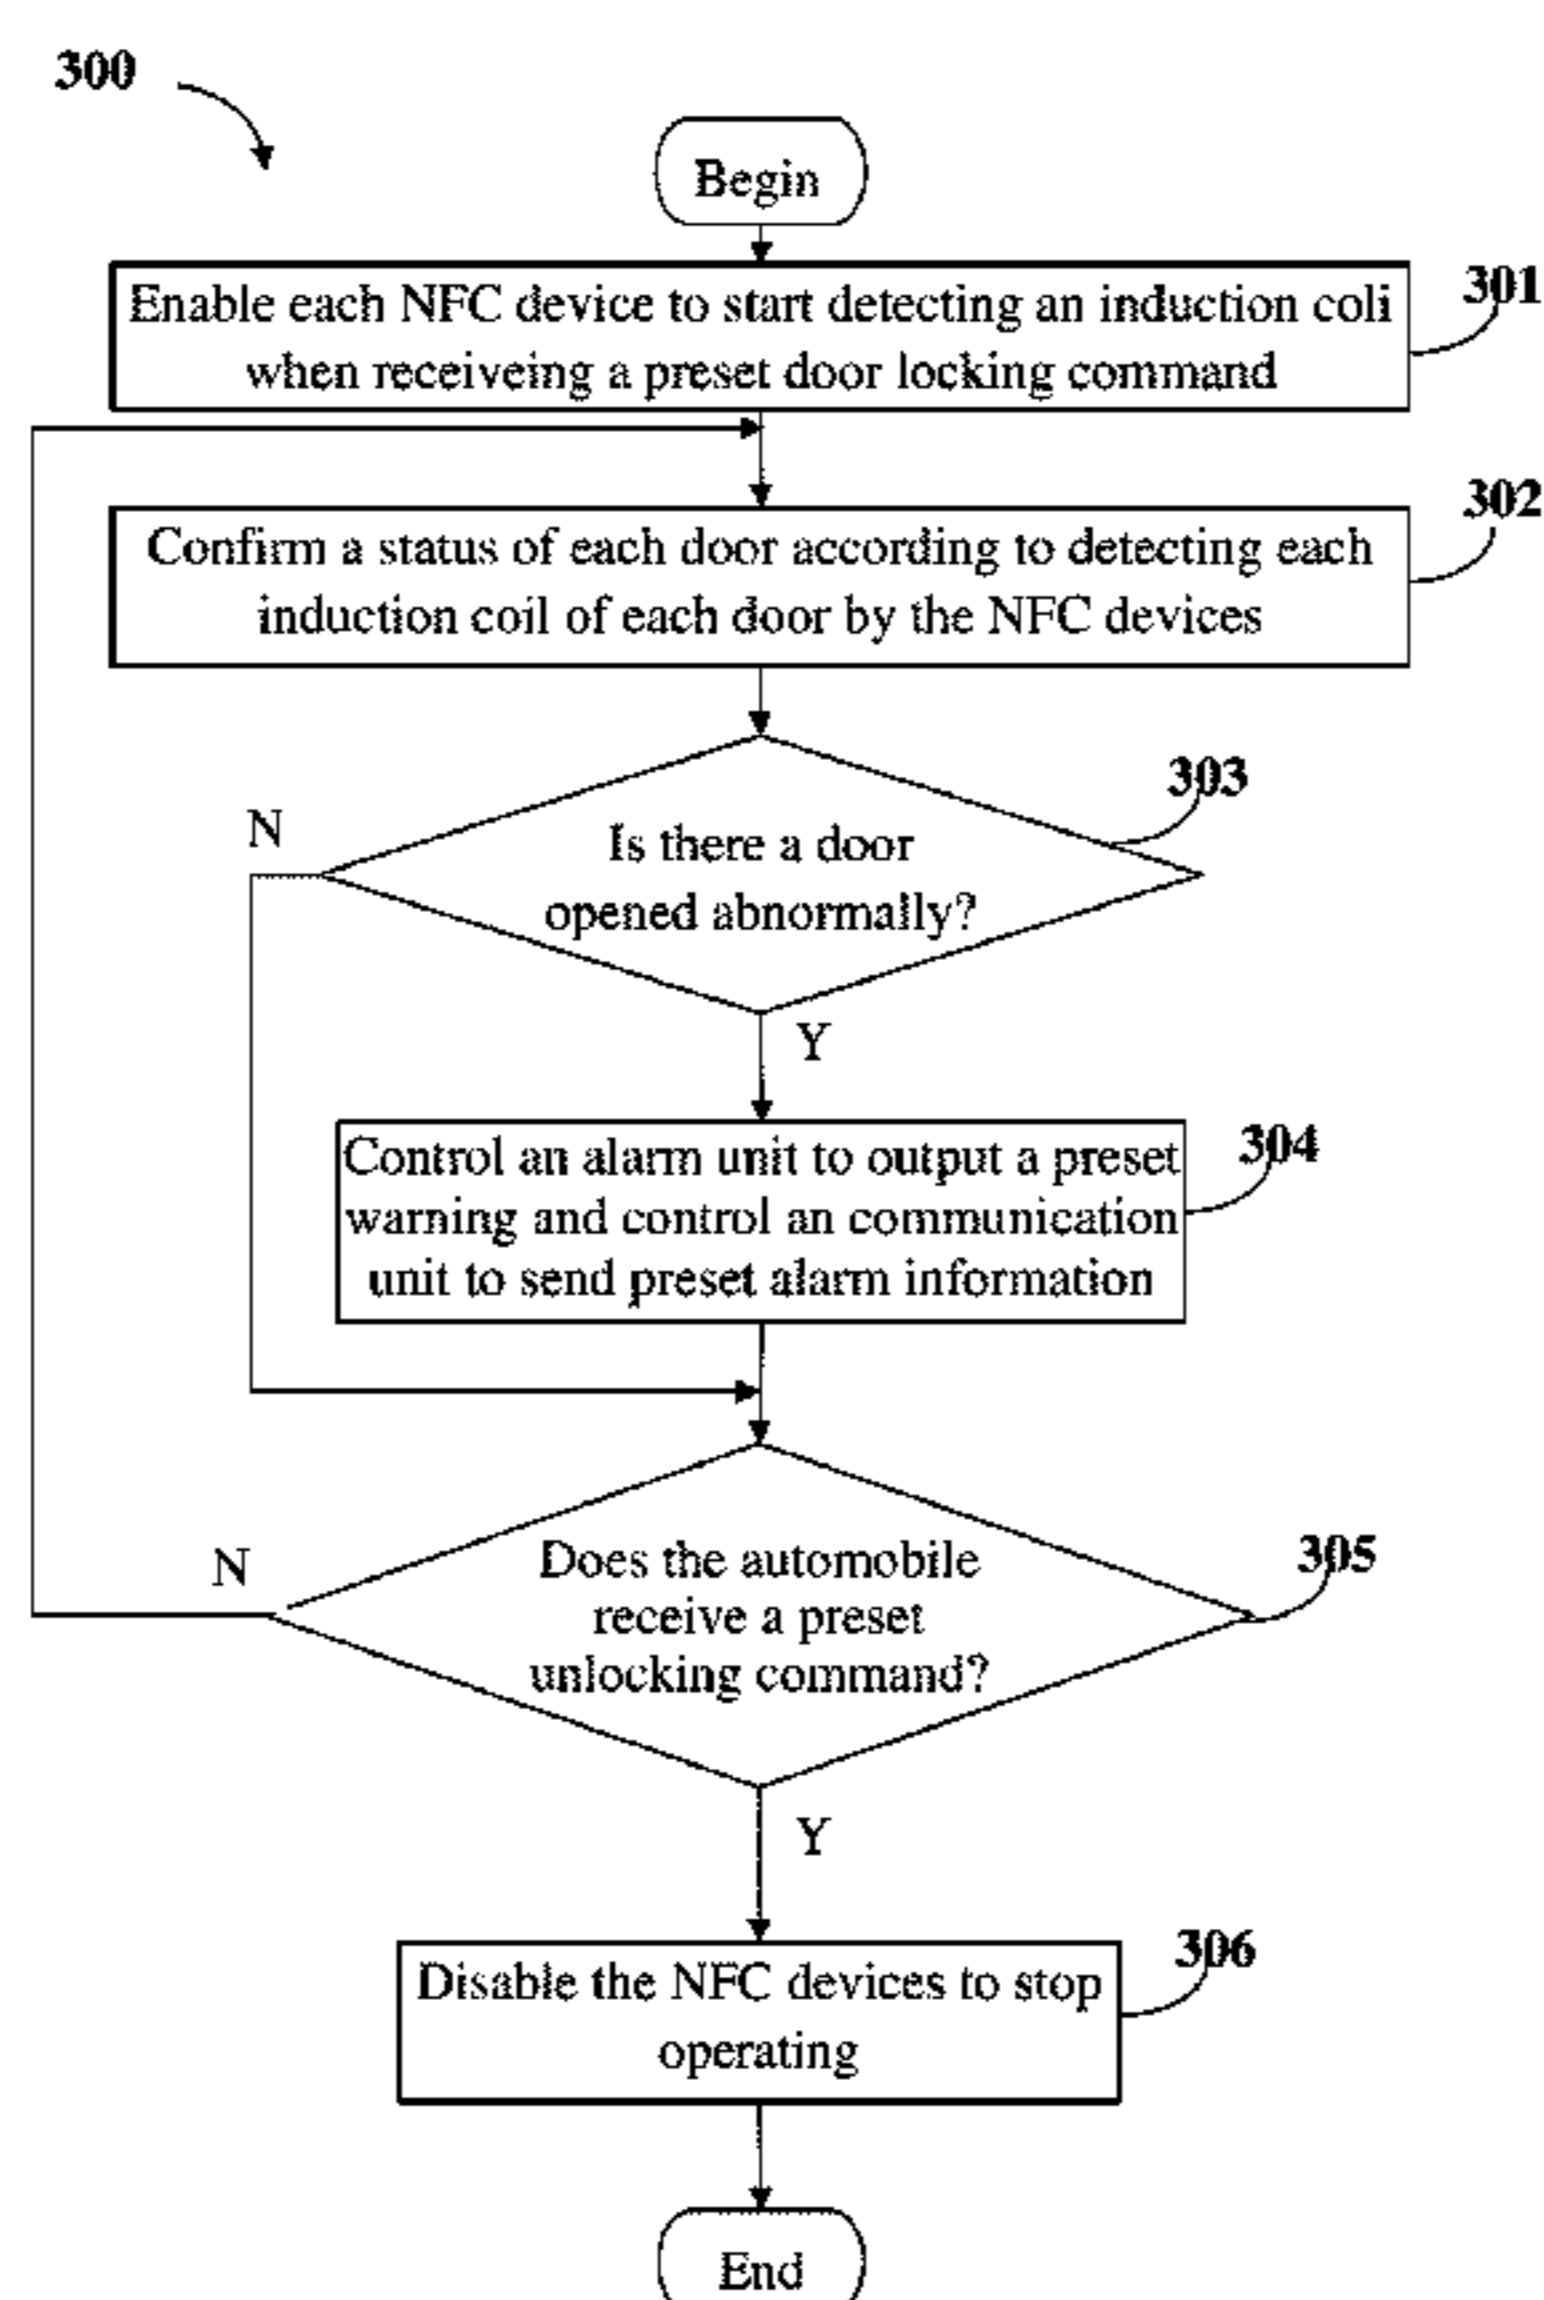 300
Begin
Enable each NFC device to start detecting an induction coli
when receiveing a preset door locking command
301
Confirm a status of each door according to detecting each
induction coil of each door by the NFC devices
302
303
N
Is there a door
opened abnormally?
Y
Control an alarm unit to output a preset
warning and control an communication
unit to send preset alarm information
304
N
Does the automobile
receive a preset
unlocking command?
305
Y
Disable the NFC devices to stop
operating
306
End